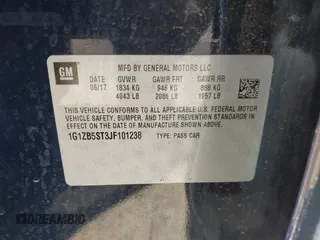 GM
MFD BY GENERAL MOTORS LLC
DATE GVWR GAWR FRT GAWR RR
06/17 1834 KG 946 KG 888 KG
4043 LB 2086 LB 1957 LB
THIS VEHICLE CONFORMS TO ALL APPLICABLE U.S. FEDERAL MOTOR
VEHICLE SAFETY, BUMPER, AND THEFT PREVENTION STANDARDS
IN EFFECT ON THE DATE OF MANUFACTURE SHOWN ABOVE.
1G1ZB5ST3JF101238 TYPE: PASS CAR
DREAMBID